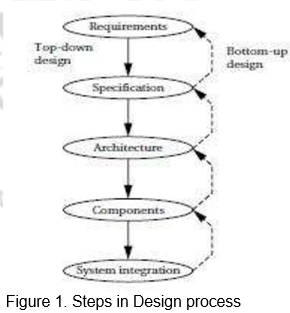 Requirements
Top-down
design
Bottom-up
design
Specification
Architecture
Components
System integration
Figure 1. Steps in Design process